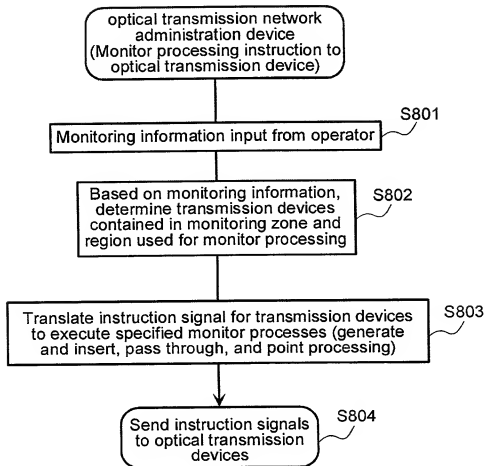 optical transmission network
administration device
(Monitor processing instruction to
optical transmission device)
S801
Monitoring information input from operator
S802
Based on monitoring information,
determine transmission devices
contained in monitoring zone and
region used for monitor processing
S803
Translate instruction signal for transmission devices
to execute specified monitor processes (generate
and insert, pass through, and point processing)
S804
Send instruction signals
to optical transmission
devices